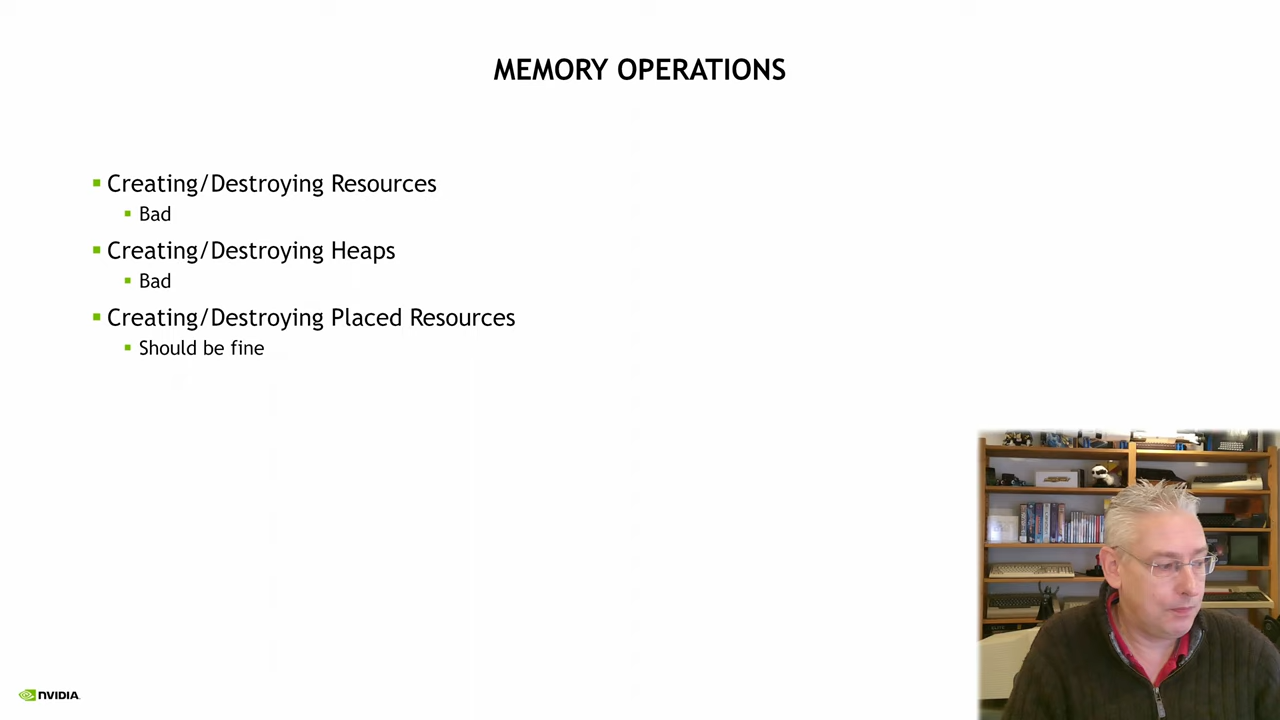 MEMORY OPERATIONS
Creating/Destroying Resources
Bad
Creating/Destroying Heaps
Bad
Creating/Destroying Placed Resources
Should be fine
NVIDIA